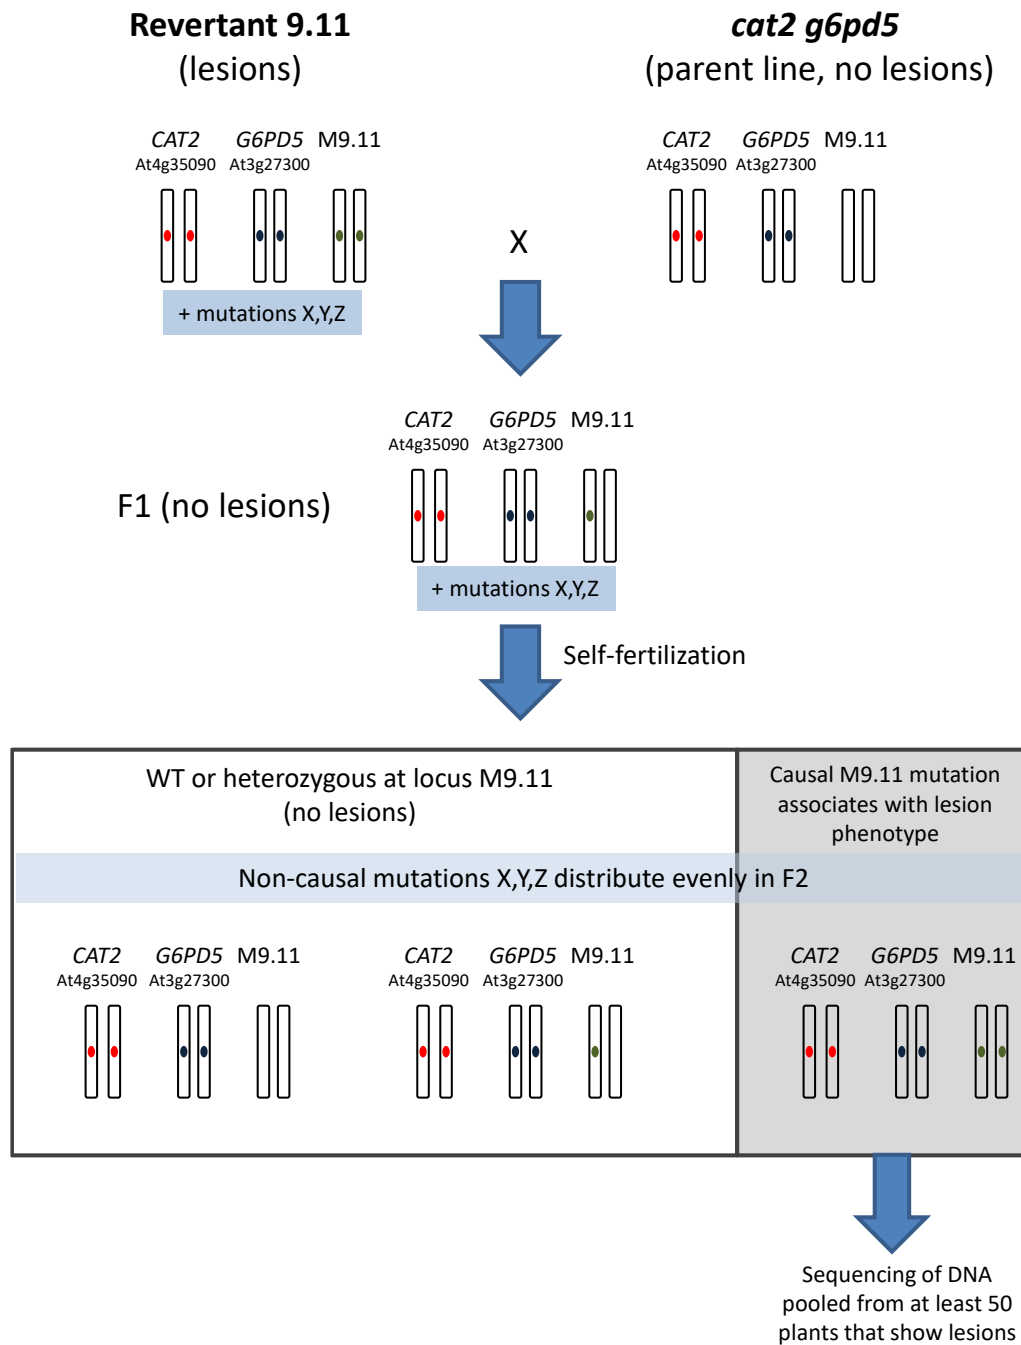 Revertant 9.11
(lesions)
cat2 g6pd5
(parent line, no lesions)
CAT2 G6PD5 M9.11
At4g35090 At3g27300
CAT2 G6PD5 M9.11
At4g35090 At3g27300
X
+ mutations X,Y,Z
CAT2 G6PD5 M9.11
At4g35090 At3g27300
F1 (no lesions)
+ mutations X,Y,Z
Self-fertilization
WT or heterozygous at locus M9.11
(no lesions)
Causal M9.11 mutation
associates with lesion
phenotype
Non-causal mutations X,Y,Z distribute evenly in F2
CAT2 G6PD5 M9.11
At4g35090 At3g27300
CAT2 G6PD5 M9.11
At4g35090 At3g27300
CAT2 G6PD5 M9.11
At4g35090 At3g27300
Sequencing of DNA
pooled from at least 50
plants that show lesions